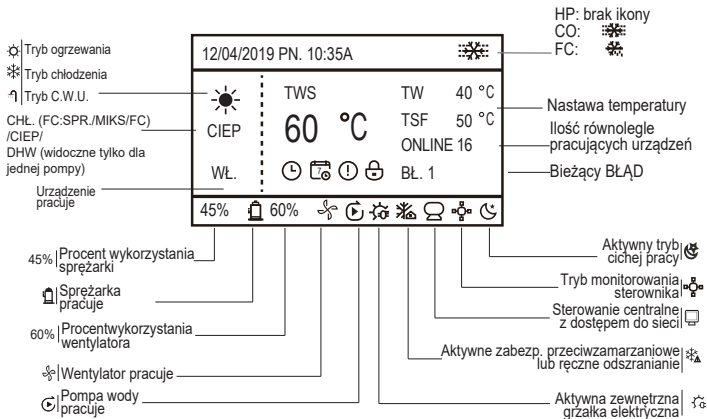 HP: brak ikony
CO:
FC:
Tryb ogrzewania
Tryb chłodzenia
Tryb C.W.U.
CHŁ. (FC:SPR./MIKS/FC)
/CIEP/
DHW (widoczne tylko dla
jednej pompy)
Urządzenie
pracuje
12/04/2019 PN. 10:35A
CIEP
WŁ.
TWS
60 °C
7
TW 40 °C
TSF 50 °C
ONLINE 16
BŁ. 1
45% 60%
Nastawa temperatury
Ilość równolegle
pracujących urządzeń
Bieżący BŁĄD
45% Procent wykorzystania
sprężarki
Sprężarka
pracuje
60% Procentwykorzystania
wentylatora
Wentylator pracuje
Pompa wody
pracuje
Aktywny tryb
cichej pracy
Tryb monitorowania
sterownika
Sterowanie centralne
z dostępem do sieci
Aktywne zabezp. przeciwzamarzaniowe
lub ręczne odszranianie
Aktywna zewnętrzna
grzałka elektryczna